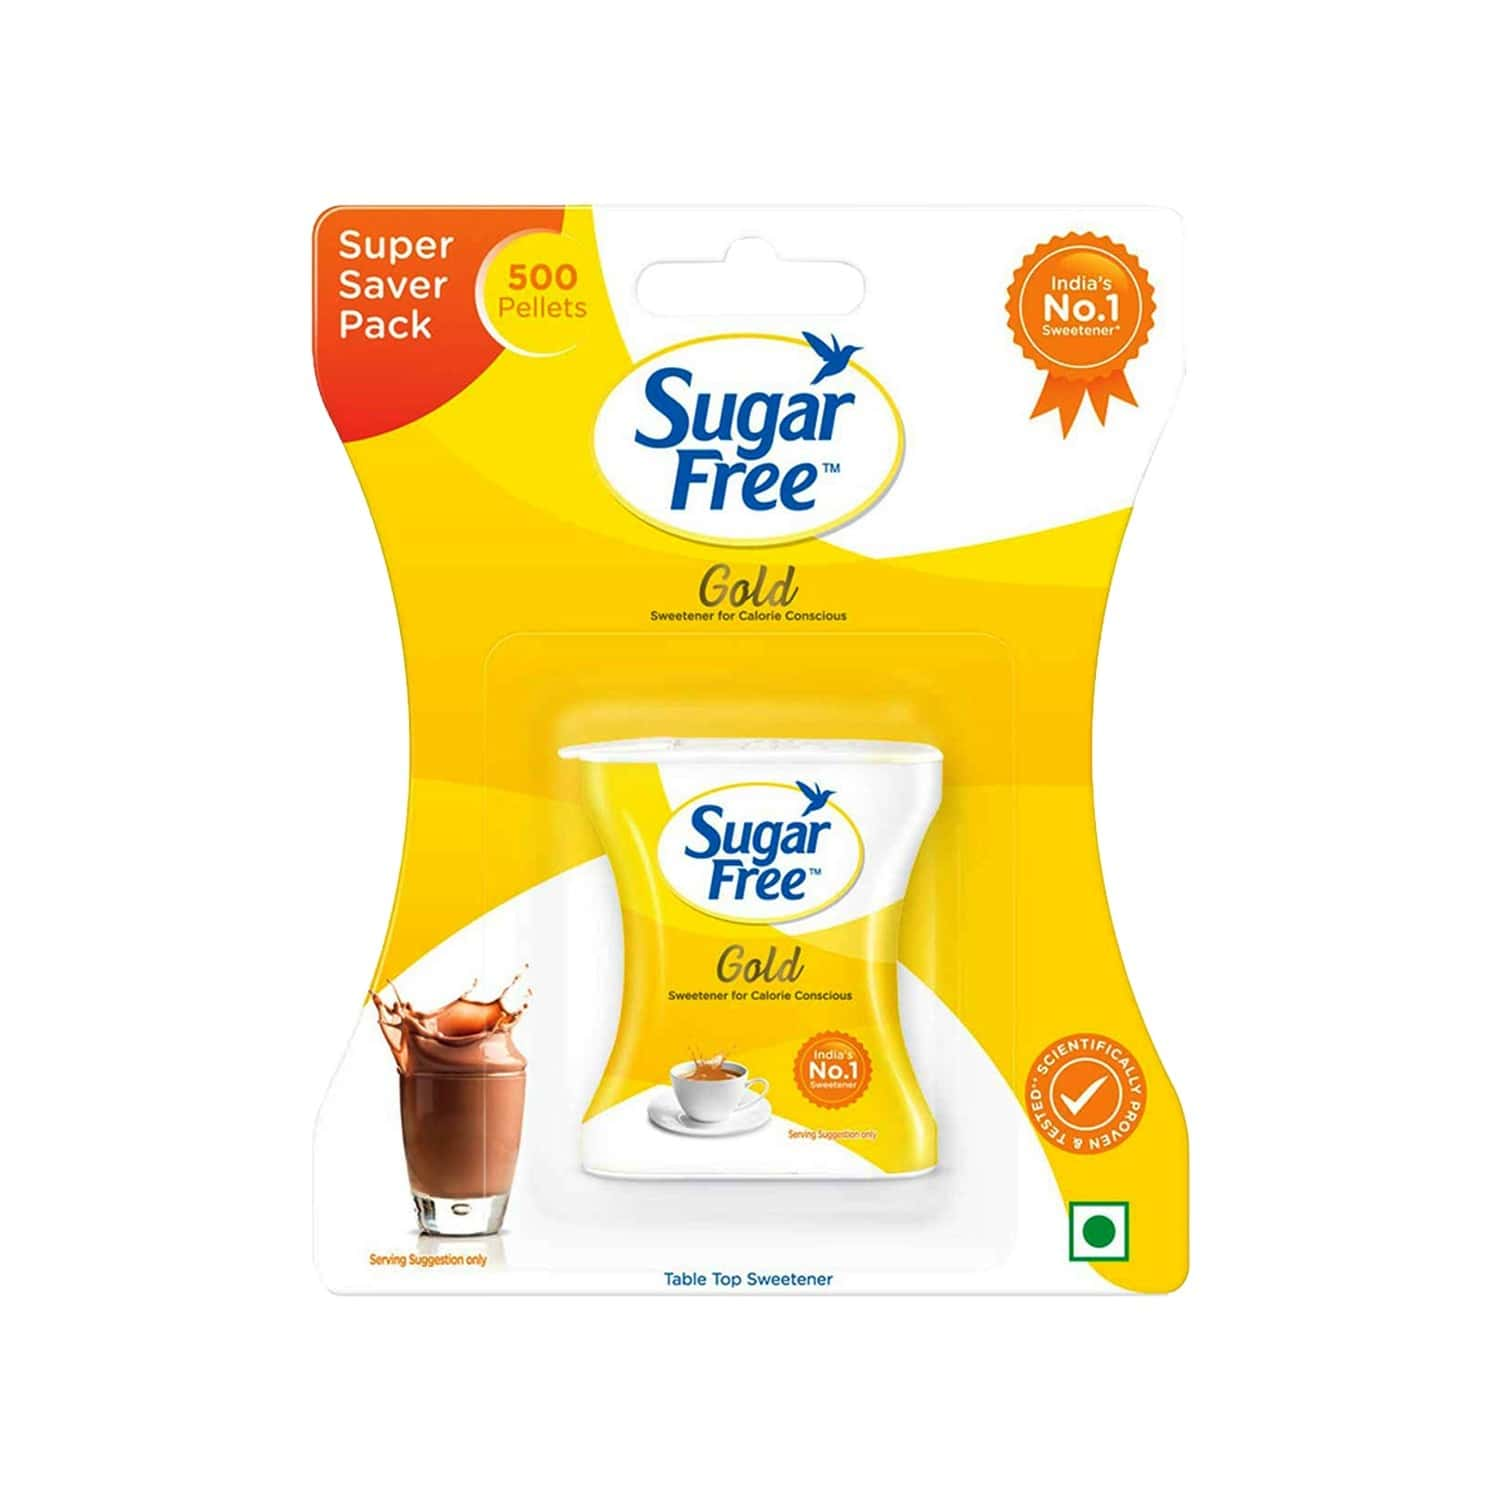 Super
Saver
Pack
500
Pellets
India's
No.1
Sweetener*
Sugar
Free™
Gold
Sweetener for Calorie Conscious
Sugar
Free™
Gold
Sweetener for Calorie Conscious
India's
No.1
Sweetener
Serving Suggestion only
SCIENTIFICALLY PROVEN & TESTED**
Serving Suggestion only
Table Top Sweetener